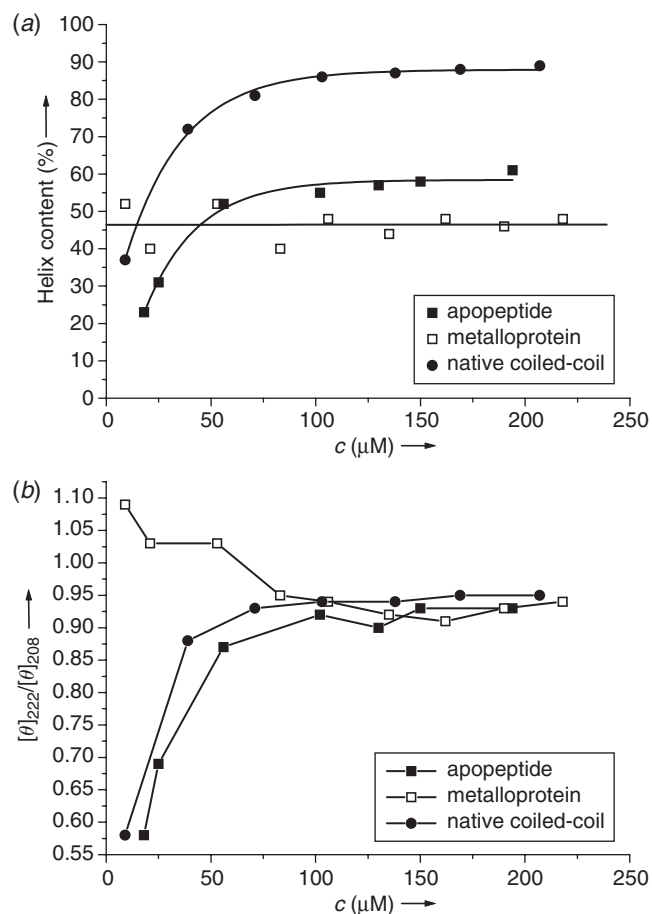 (a)
100
90
80
70
60
50
40
30
20
10
0
Helix content (%)
apopeptide
metalloprotein
native coiled-coil
0 50 100 150 200 250
c (μM)
(b)
1.10
1.05
1.00
0.95
0.90
0.85
0.80
0.75
0.70
0.65
0.60
0.55
[θ]222/[θ]208
apopeptide
metalloprotein
native coiled-coil
0 50 100 150 200 250
c (μM)